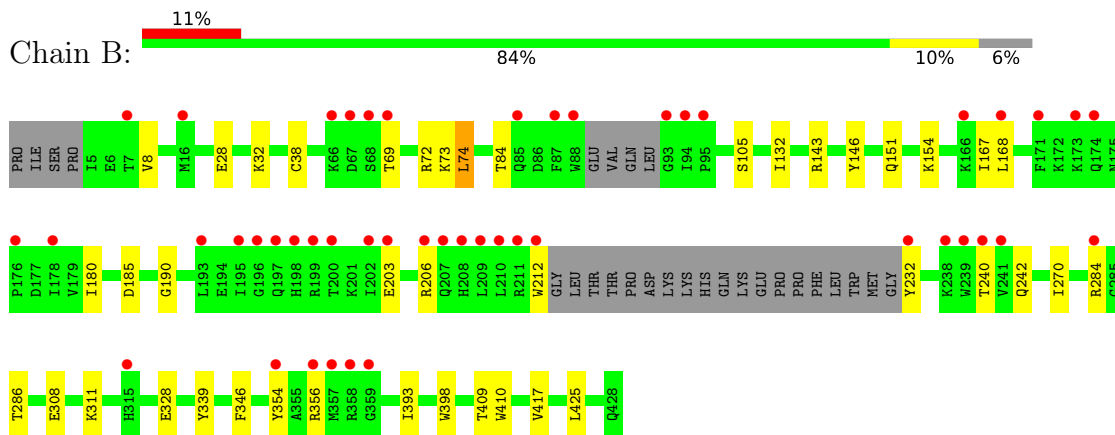 11%
Chain B:
84% 10% 6%
PRO ILE SER PRO I5 E6 T7 V8 M16 E28 K32 C38 K66 D67 S68 T69 R72 K73 L74 T84 Q85 D86 F87 W88 GLU VAL GLN LEU G93 I94 P95 S105 I132 R143 Y146 Q151 K154 K166 I167 L168 F171 K172 K173 Q174 N175
P176 D177 I178 V179 I180 D185 G190 L193 E194 I195 G196 Q197 H198 R199 T200 K201 I202 E203 R206 Q207 H208 L209 L210 R211 W212 GLY LEU THR THR PRO ASP LYS LYS HIS GLN LYS GLU PRO PRO PHE LEU TRP MET GLY Y232 K238 W239 T240 V241 Q242 I270 R284 G285
T286 E308 K311 H315 E328 Y339 F346 Y354 A355 R356 M357 R358 G359 I393 W398 T409 W410 V417 L425 Q428